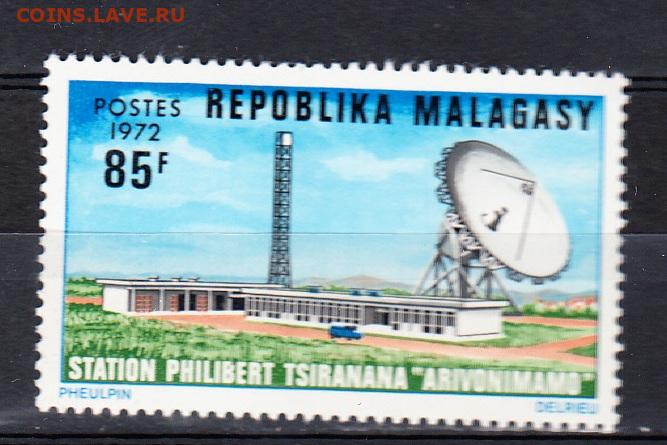 COINS.LAVE.RU
POSTES
1972
85F
REPOBLIKA MALAGASY
STATION PHILIBERT TSIRANANA "ARIVONIMAMO"
PHEULPIN
DELRIEU